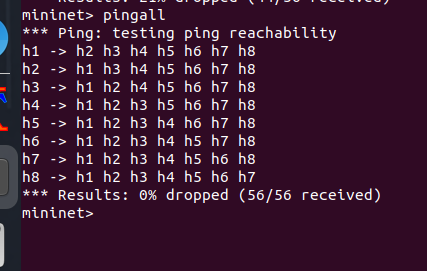 Results: 21% dropped (44/56 received)
mininet> pingall
*** Ping: testing ping reachability
h1 -> h2 h3 h4 h5 h6 h7 h8
h2 -> h1 h3 h4 h5 h6 h7 h8
h3 -> h1 h2 h4 h5 h6 h7 h8
h4 -> h1 h2 h3 h5 h6 h7 h8
h5 -> h1 h2 h3 h4 h6 h7 h8
h6 -> h1 h2 h3 h4 h5 h7 h8
h7 -> h1 h2 h3 h4 h5 h6 h8
h8 -> h1 h2 h3 h4 h5 h6 h7
*** Results: 0% dropped (56/56 received)
mininet>